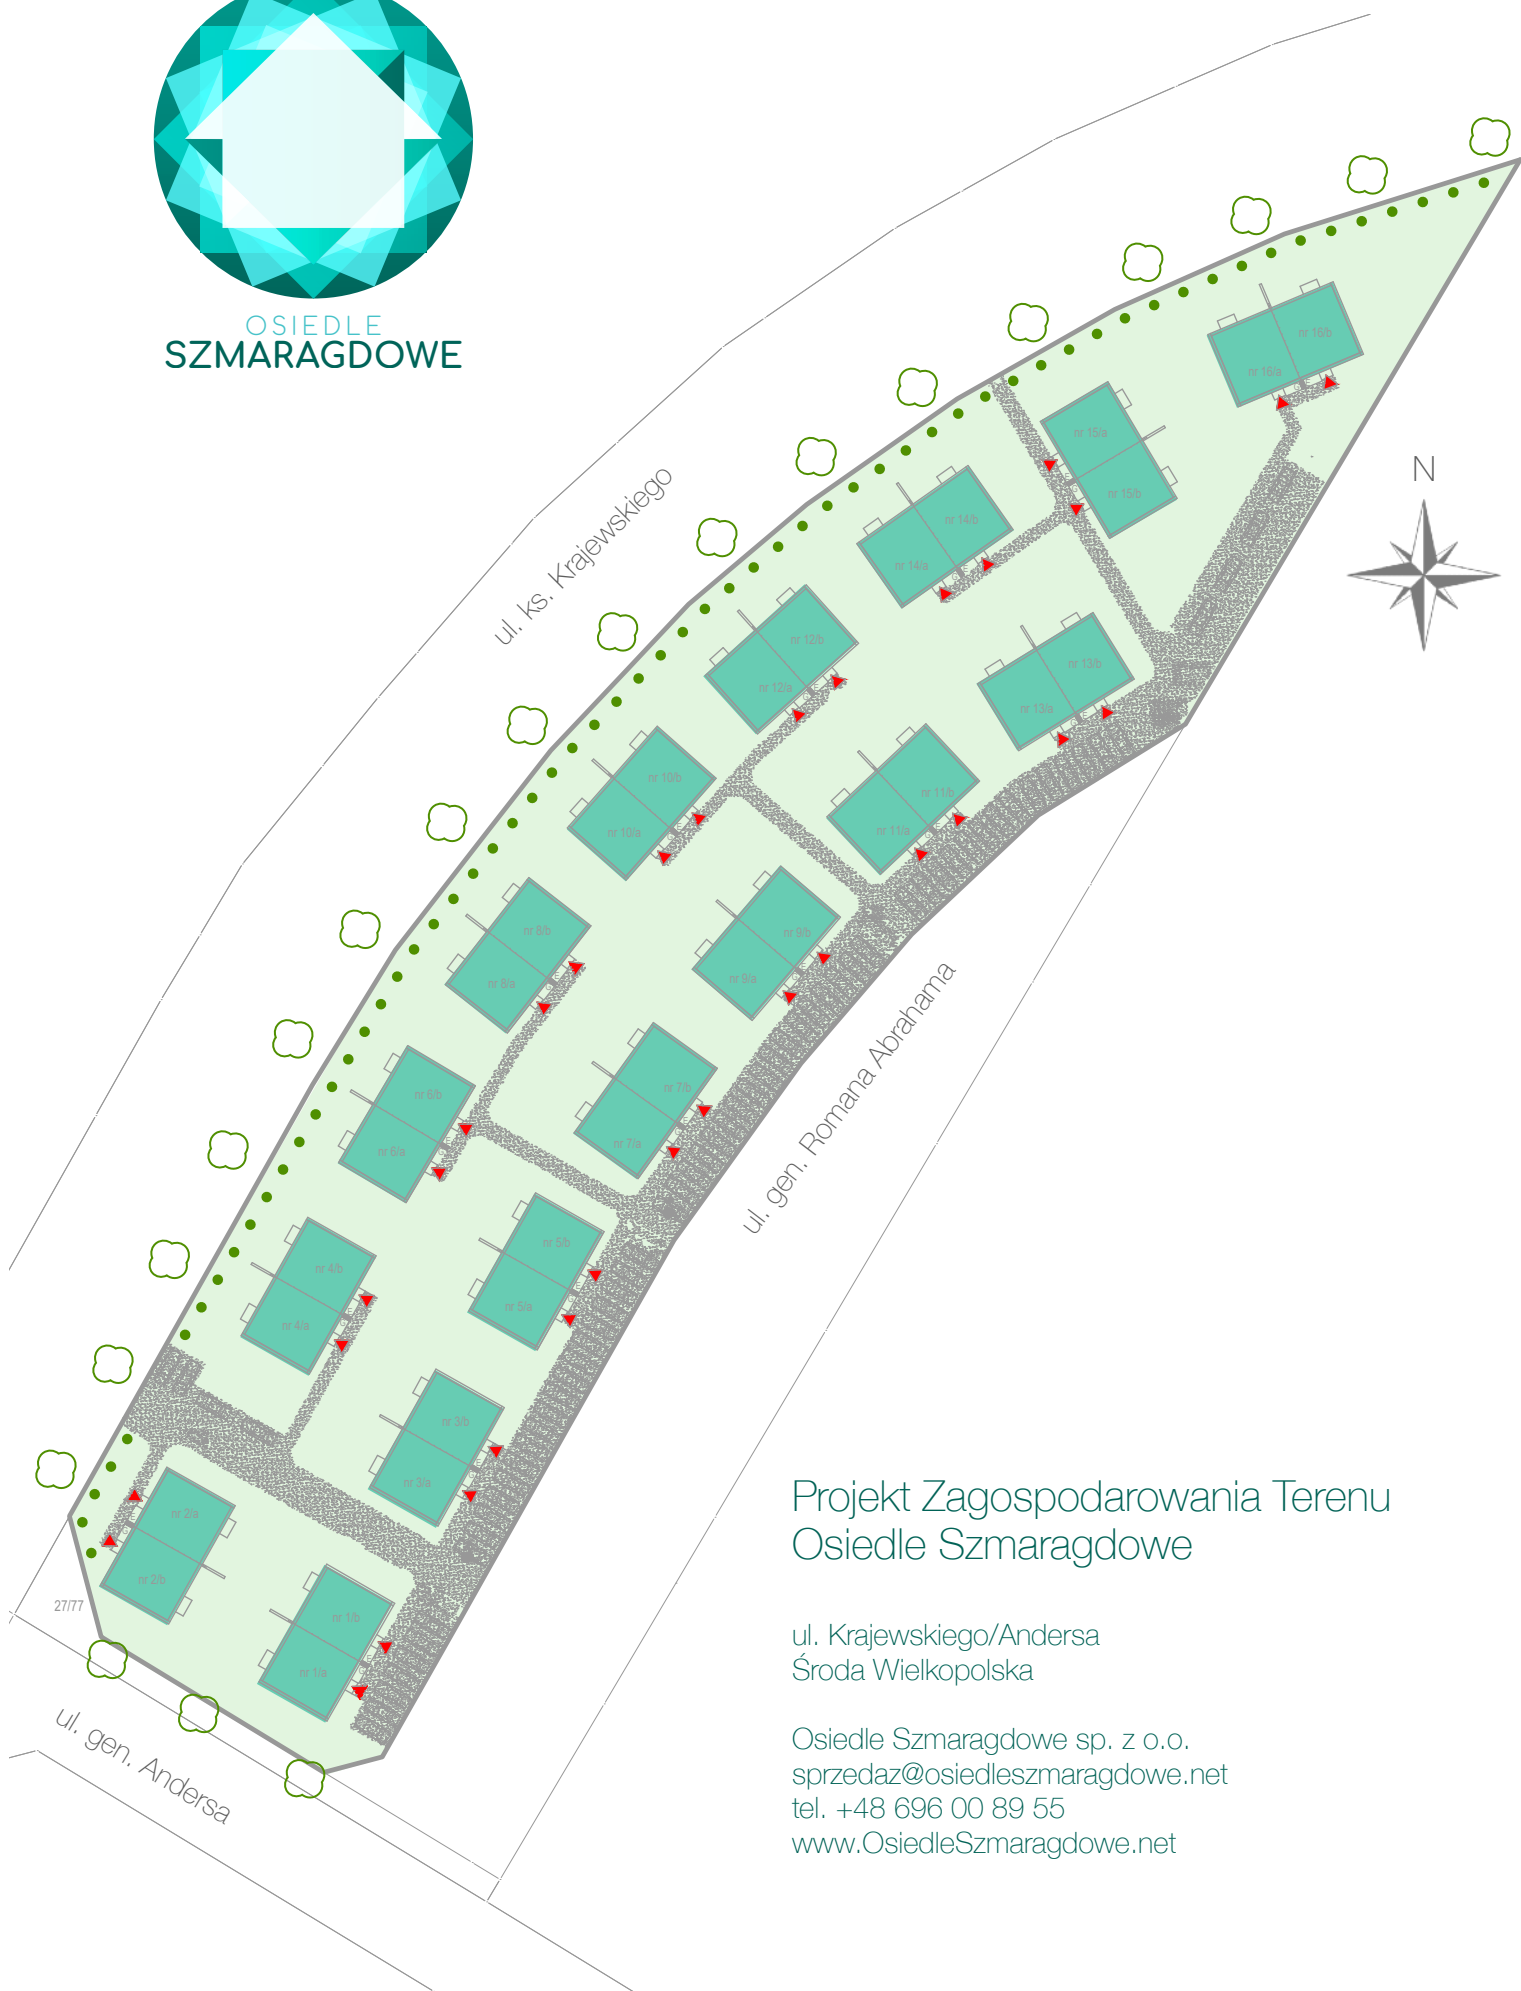 OSIEDLE
SZMARAGDOWE
N
ul. ks. Krajewskiego
nr 16/b
nr 16/a
nr 15/a
nr 15/b
nr 14/b
nr 14/a
nr 13/b
nr 13/a
nr 12/b
nr 12/a
nr 11/b
nr 11/a
nr 10/b
nr 10/a
nr 9/b
nr 9/a
nr 8/b
nr 8/a
nr 7/b
nr 7/a
nr 6/b
nr 6/a
nr 5/b
nr 5/a
nr 4/b
nr 4/a
nr 3/b
nr 3/a
nr 2/a
nr 2/b
nr 1/b
nr 1/a
27/77
ul. gen. Romana Abrahama
ul. gen. Andersa
Projekt Zagospodarowania Terenu
Osiedle Szmaragdowe
ul. Krajewskiego/Andersa
Środa Wielkopolska
Osiedle Szmaragdowe sp. z o.o.
sprzedaz@osiedleszmaragdowe.net
tel. +48 696 00 89 55
www.OsiedleSzmaragdowe.net